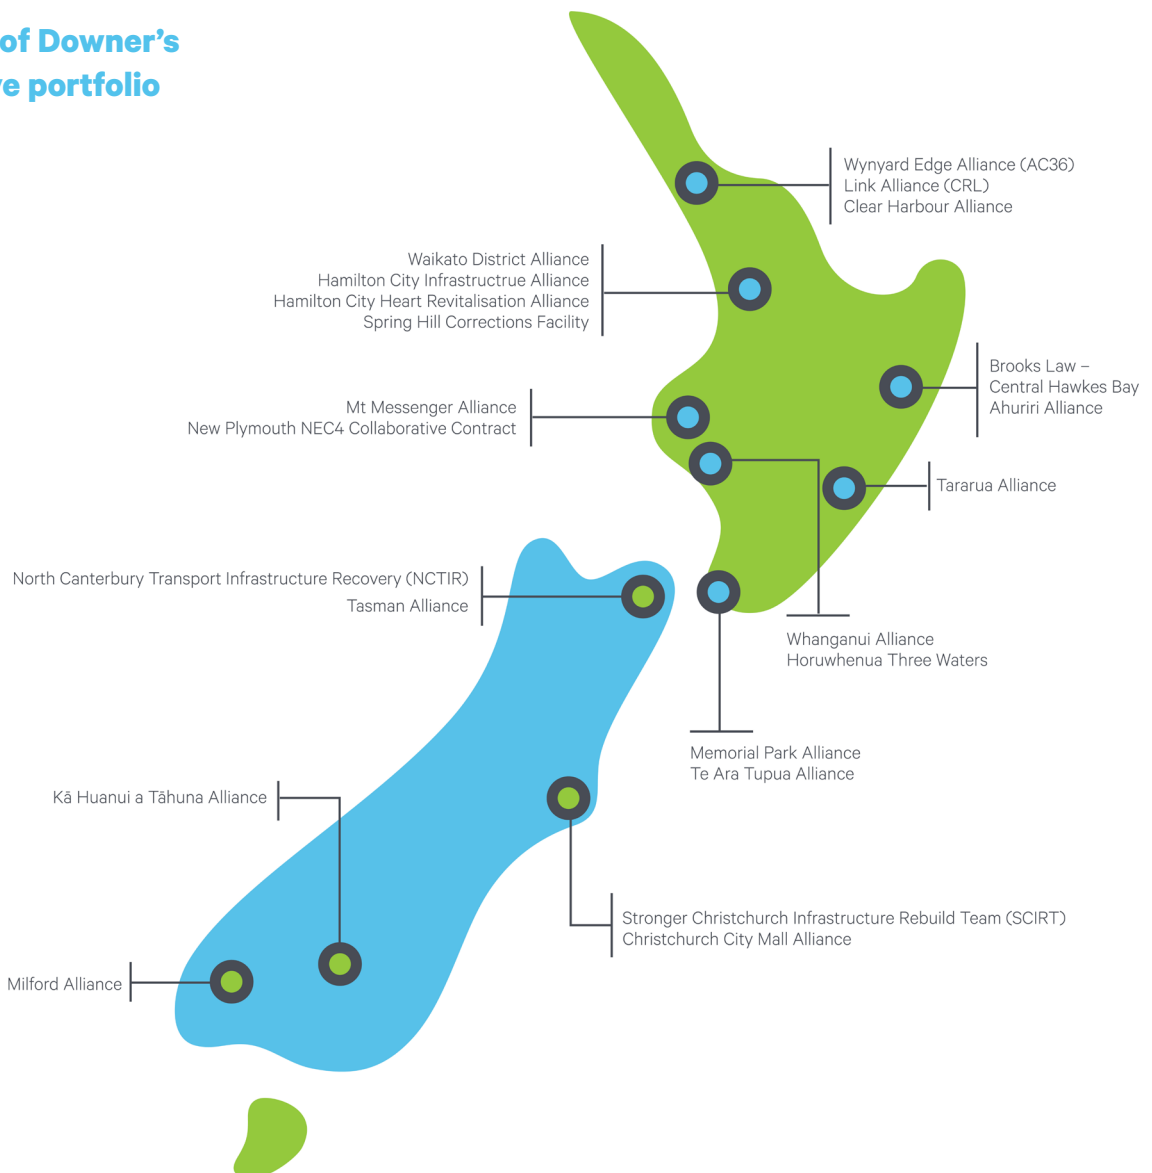 of Downer's
e portfolio
Wynyard Edge Alliance (AC36)
Link Alliance (CRL)
Clear Harbour Alliance
Waikato District Alliance
Hamilton City Infrastructrue Alliance
Hamilton City Heart Revitalisation Alliance
Spring Hill Corrections Facility
Brooks Law –
Central Hawkes Bay
Ahuriri Alliance
Mt Messenger Alliance
New Plymouth NEC4 Collaborative Contract
Tararua Alliance
North Canterbury Transport Infrastructure Recovery (NCTIR)
Tasman Alliance
Whanganui Alliance
Horuwhenua Three Waters
Memorial Park Alliance
Te Ara Tupua Alliance
Kā Huanui a Tāhuna Alliance
Stronger Christchurch Infrastructure Rebuild Team (SCIRT)
Christchurch City Mall Alliance
Milford Alliance